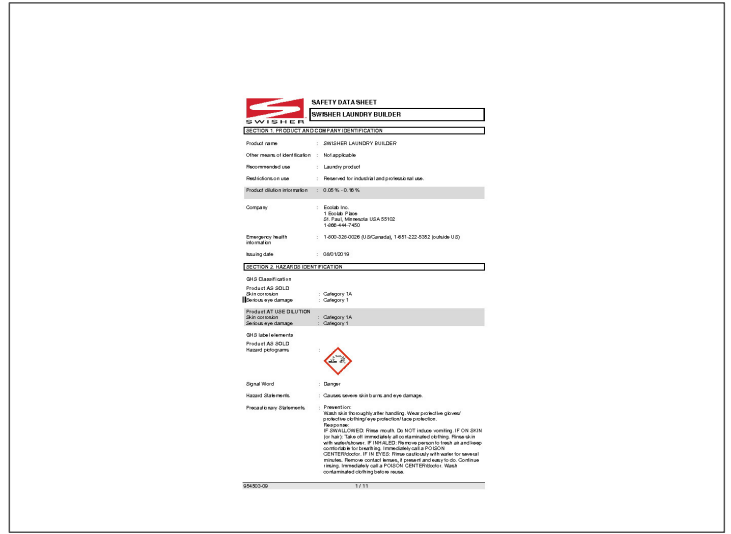 SAFETY DATA SHEET
SWISHER LAUNDRY BUILDER
SWISHER
SECTION 1. PRODUCT AND COMPANY IDENTIFICATION
Product name : SWISHER LAUNDRY BUILDER
Other means of identification : Not applicable
Recommended use : Laundry product
Restrictions on use : Reserved for industrial and professional use.
Product dilution information : 0.05 % - 0.16 %
Company : Ecolab Inc.
1 Ecolab Place
St. Paul, Minnesota USA 55102
1-866-444-7450
Emergency health : 1-800-328-0026 (US/Canada), 1-651-222-5352 (outside US)
information
Issuing date : 08/01/2019
SECTION 2. HAZARDS IDENTIFICATION
GHS Classification
Product AS SOLD
Skin corrosion : Category 1A
Serious eye damage : Category 1
Product AT USE DILUTION
Skin corrosion : Category 1A
Serious eye damage : Category 1
GHS label elements
Product AS SOLD
Hazard pictograms :
Signal Word : Danger
Hazard Statements : Causes severe skin burns and eye damage.
Precautionary Statements : Prevention:
Wash skin thoroughly after handling. Wear protective gloves/
protective clothing/ eye protection/ face protection.
Response:
IF SWALLOWED: Rinse mouth. Do NOT induce vomiting. IF ON SKIN
(or hair): Take off immediately all contaminated clothing. Rinse skin
with water/shower. IF INHALED: Remove person to fresh air and keep
comfortable for breathing. Immediately call a POISON
CENTER/doctor. IF IN EYES: Rinse cautiously with water for several
minutes. Remove contact lenses, if present and easy to do. Continue
rinsing. Immediately call a POISON CENTER/doctor. Wash
contaminated clothing before reuse.
954503-09 1 / 11